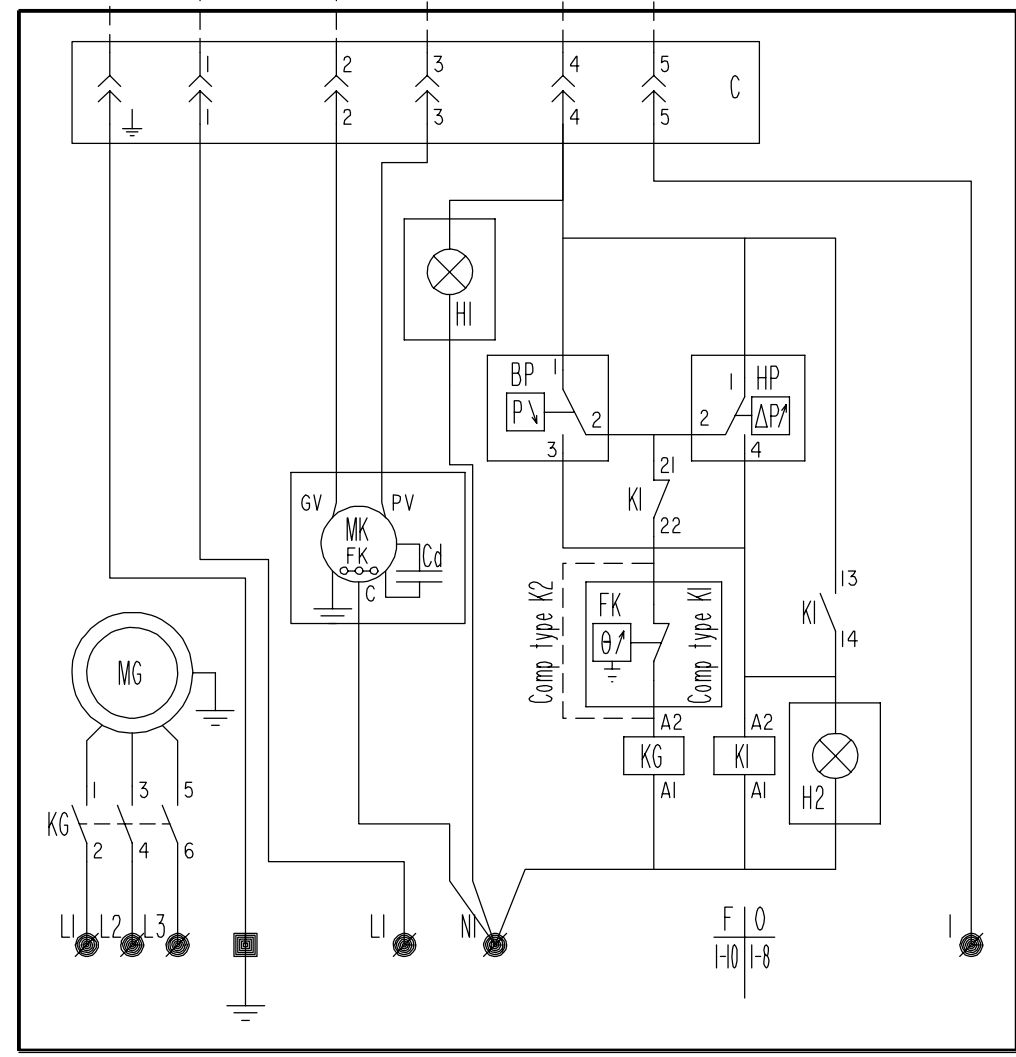 1 2 3 4 5
C
1 2 3 4 5
H1
BP 1
P 2
3
1 HP
2 ΔP
4
21
K1
22
GV PV
MK
FK
Cd
C
Comp type K2
FK
θ
Comp type K1
13
K1
14
MG
A2 A2
KG K1
A1 A1
H2
1 3 5
KG
2 4 6
L1 L2 L3
L1
N1
F O
1-10 1-8
1